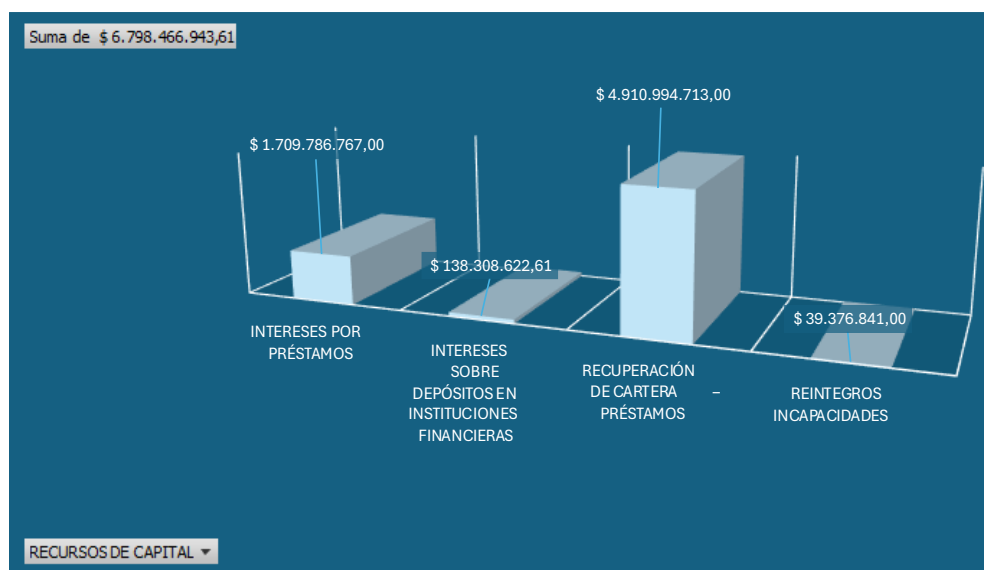 Suma de $ 6.798.466.943,61
$ 4.910.994.713,00
$ 1.709.786.767,00
$ 138.308.622,61
$ 39.376.841,00
INTERESES POR
PRÉSTAMOS
INTERESES
SOBRE
DEPÓSITOS EN
INSTITUCIONES
FINANCIERAS
RECUPERACIÓN
DE CARTERA –
PRÉSTAMOS
REINTEGROS
INCAPACIDADES
RECURSOS DE CAPITAL